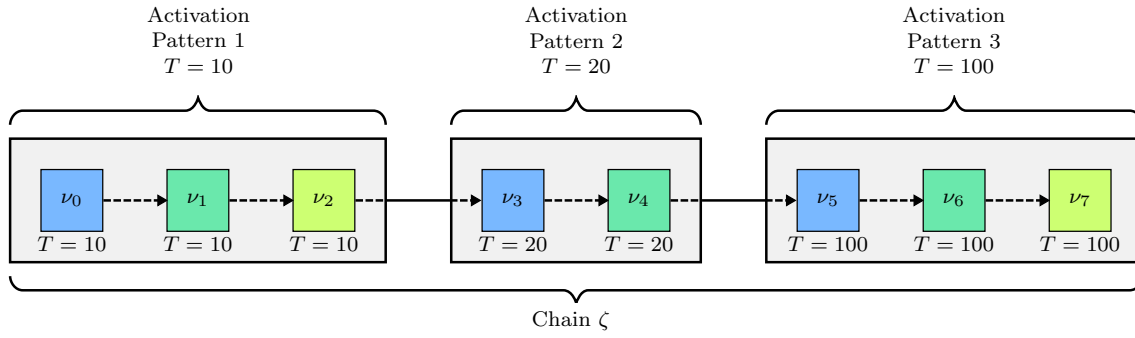 Activation
Pattern 1
T = 10
Activation
Pattern 2
T = 20
Activation
Pattern 3
T = 100
ν0
ν1
ν2
ν3
ν4
ν5
ν6
ν7
T = 10
T = 10
T = 10
T = 20
T = 20
T = 100
T = 100
T = 100
Chain ζ